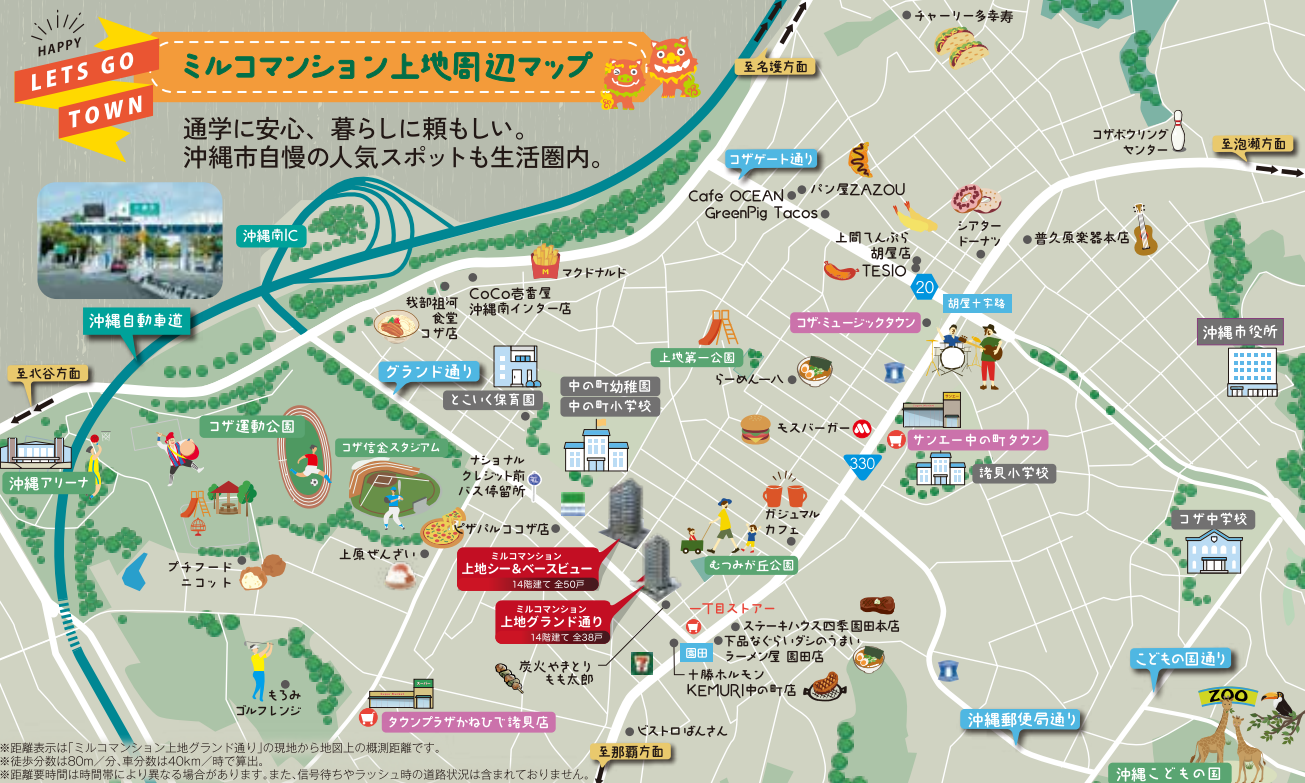 HAPPY
LETS GO
TOWN
ミルコマンション上地周辺マップ
通学に安心、暮らしに頼もしい。
沖縄市自慢の人気スポットも生活圏内。
チャーリー多幸寿
至名護方面
コザボウリング
センター
至泡瀬方面
コザゲート通り
パン屋ZAZOU
Cafe OCEAN
GreenPig Tacos
シアター
ドーナツ
普久原楽器本店
上間てんぷら
胡屋店
TESIO
沖縄南IC
マクドナルド
CoCo壱番屋
沖縄南インター店
我部祖河
食堂
コザ店
20
胡屋十字路
コザ・ミュージックタウン
沖縄自動車道
沖縄市役所
上地第一公園
らーめん一八
至北谷方面
グランド通り
とこいく保育園
中の町幼稚園
中の町小学校
モスバーガー
サンエー中の町タウン
330
諸見小学校
コザ運動公園
コザ信金スタジアム
沖縄アリーナ
ナショナル
クレジット前
バス停留所
ガジュマル
カフェ
コザ中学校
ピザバルココザ店
上原ぜんざい
プチフード
ニコット
ミルコマンション
上地シー&ベースビュー
14階建て 全50戸
むつみが丘公園
ミルコマンション
上地グランド通り
14階建て 全38戸
一丁目ストアー
ステーキハウス四季園田本店
下品なぐらいダシのうまい
ラーメン屋 園田店
園田
炭火やきとり
もも太郎
十勝ホルモン
KEMURI中の町店
こどもの国通り
もろみ
ゴルフレンジ
タウンプラザかねひで諸見店
ビストロばんさん
沖縄郵便局通り
ZOO
至那覇方面
沖縄こどもの国
※距離表示は「ミルコマンション上地グランド通り」の現地から地図上の概測距離です。
※徒歩分数は80m／分、車分数は40km／時で算出。
※距離要時間は時間帯により異なる場合があります。また、信号待ちやラッシュ時の道路状況は含まれておりません。